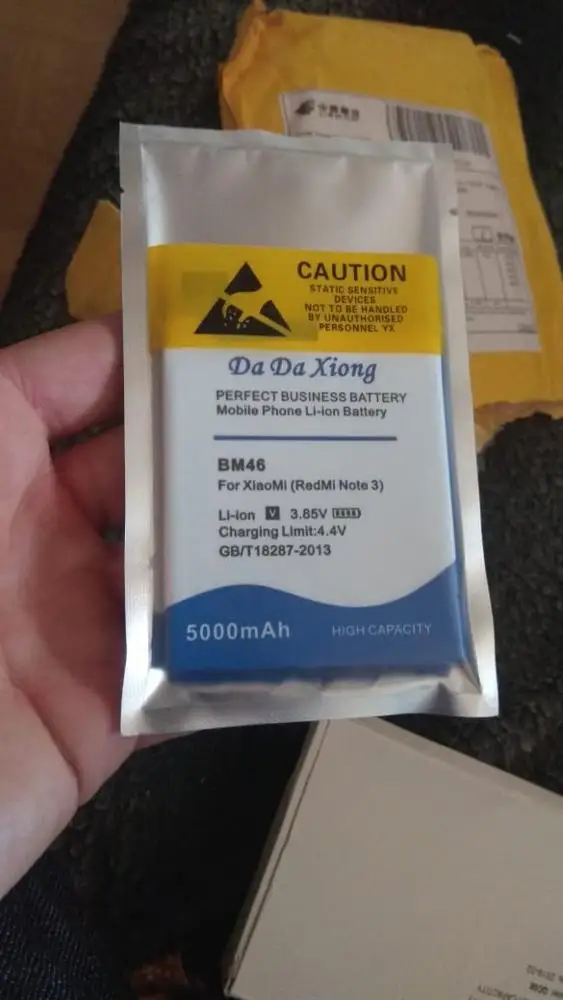 CAUTION
STATIC SENSITIVE
DEVICES
NOT TO BE HANDLED
BY UNAUTHORISED
PERSONNEL YX
Da Da Xiong
PERFECT BUSINESS BATTERY
Mobile Phone Li-ion Battery
BM46
For XiaoMi (RedMi Note 3)
Li-ion V 3.85V
Charging Limit:4.4V
GB/T18287-2013
5000mAh HIGH CAPACITY